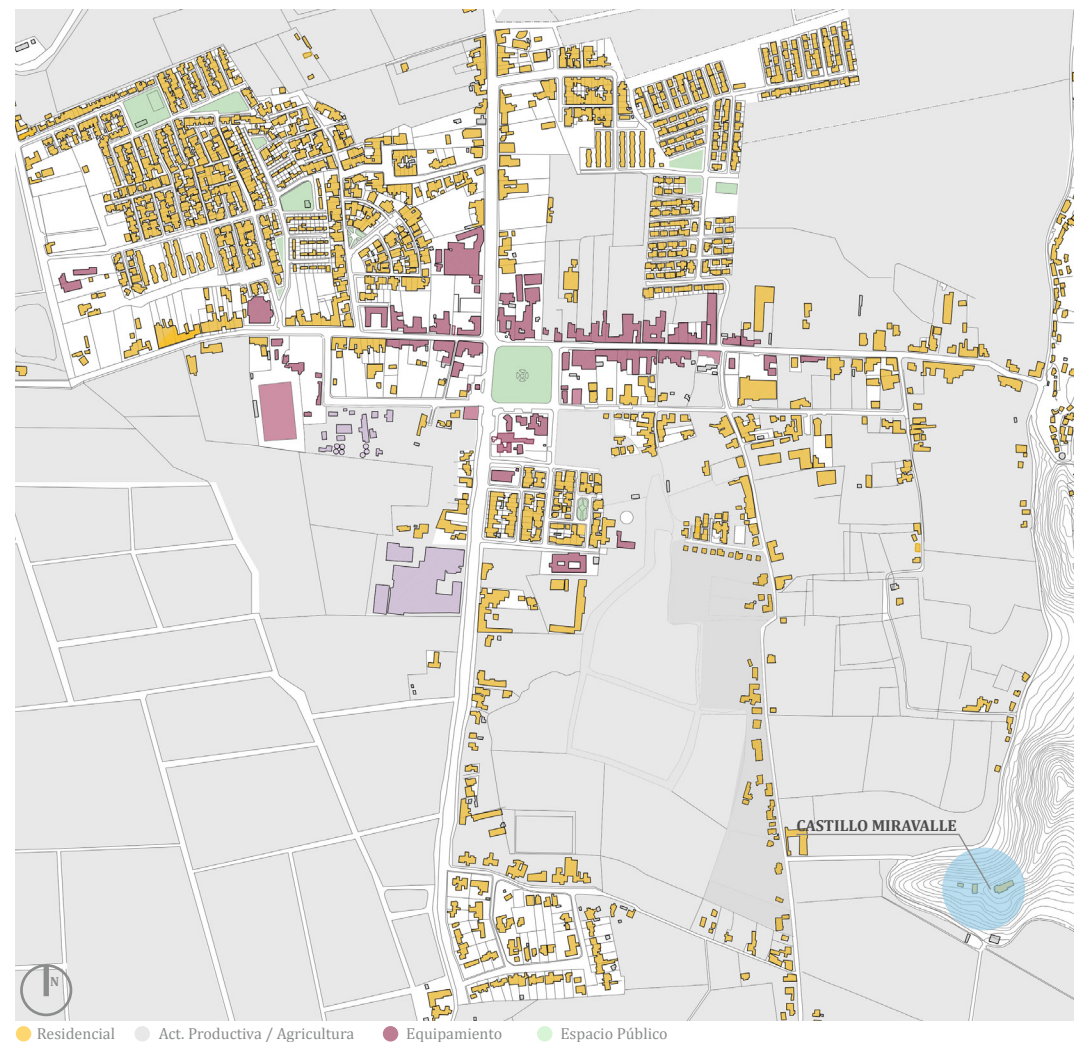 CASTILLO MIRAVALLE
N
Residencial Act. Productiva / Agricultura Equipamiento Espacio Público